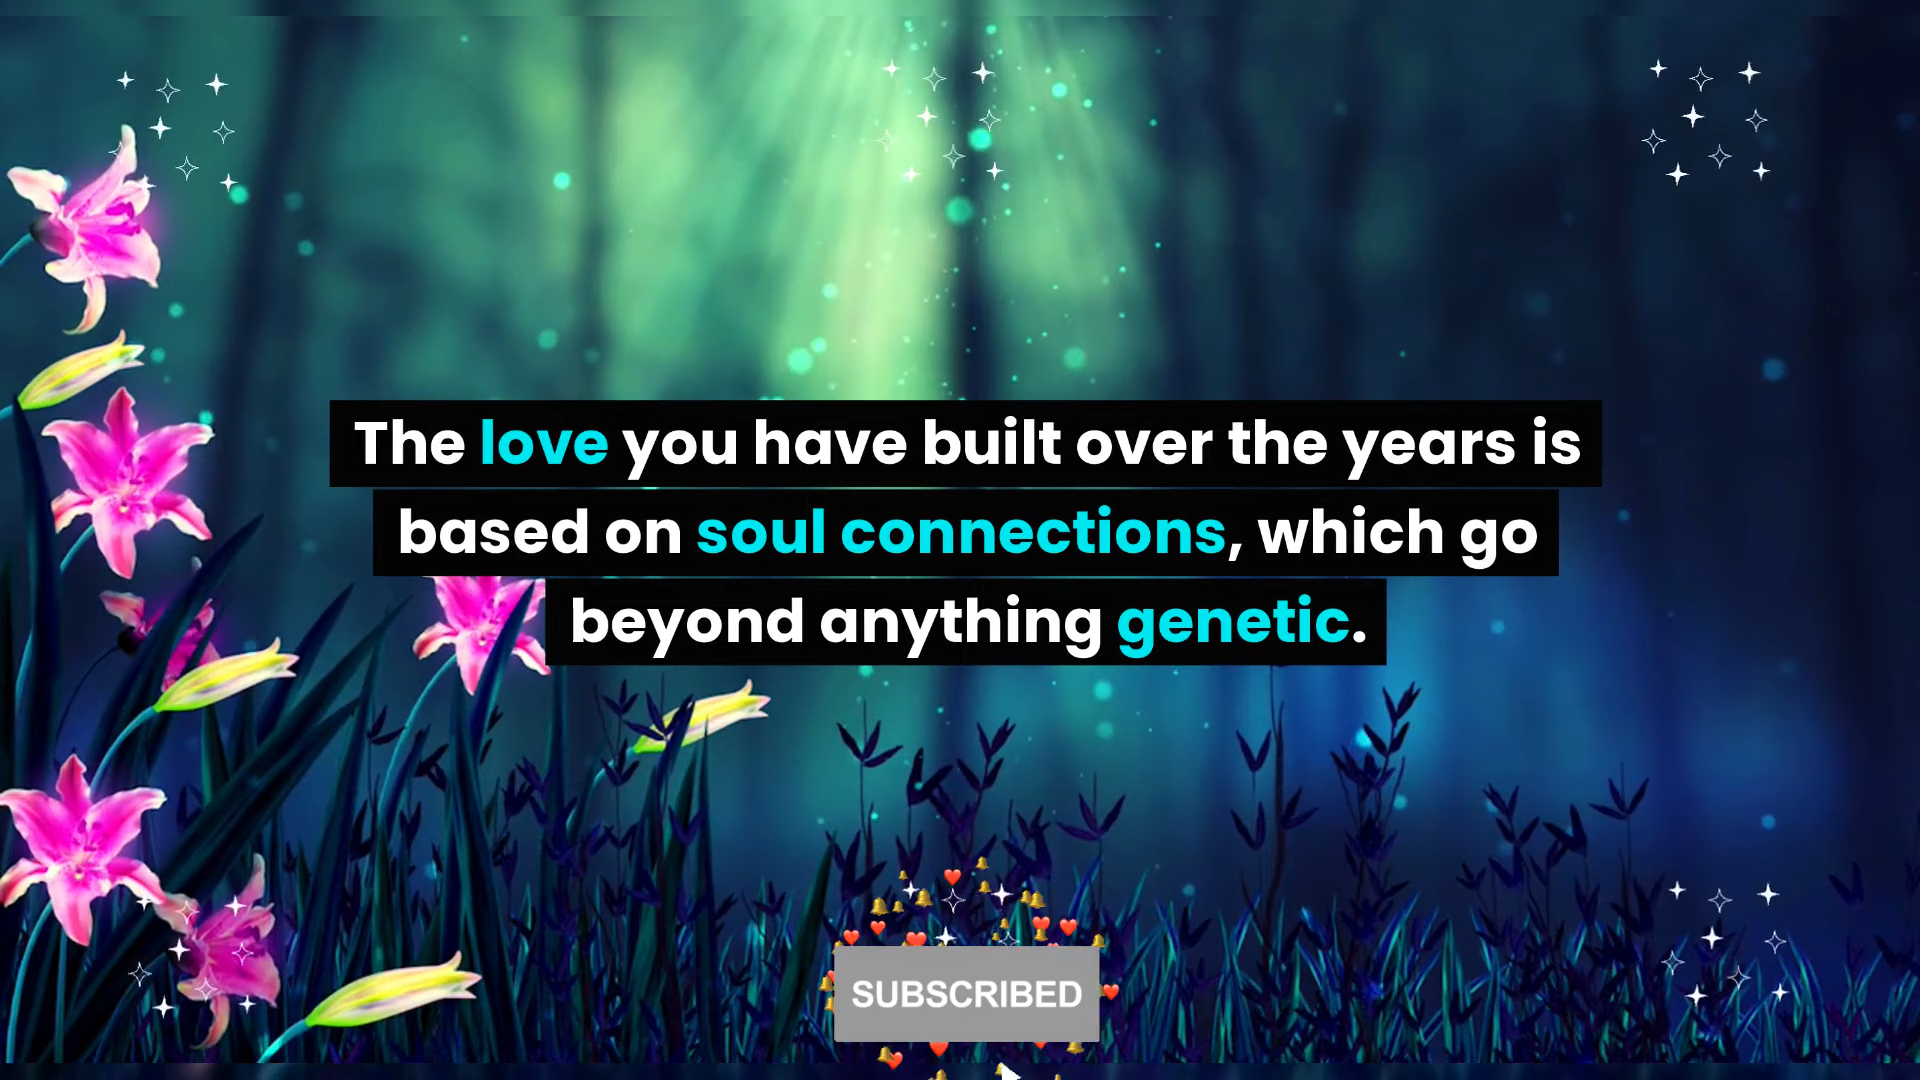 The love you have built over the years is
based on soul connections, which go
beyond anything genetic.
SUBSCRIBED